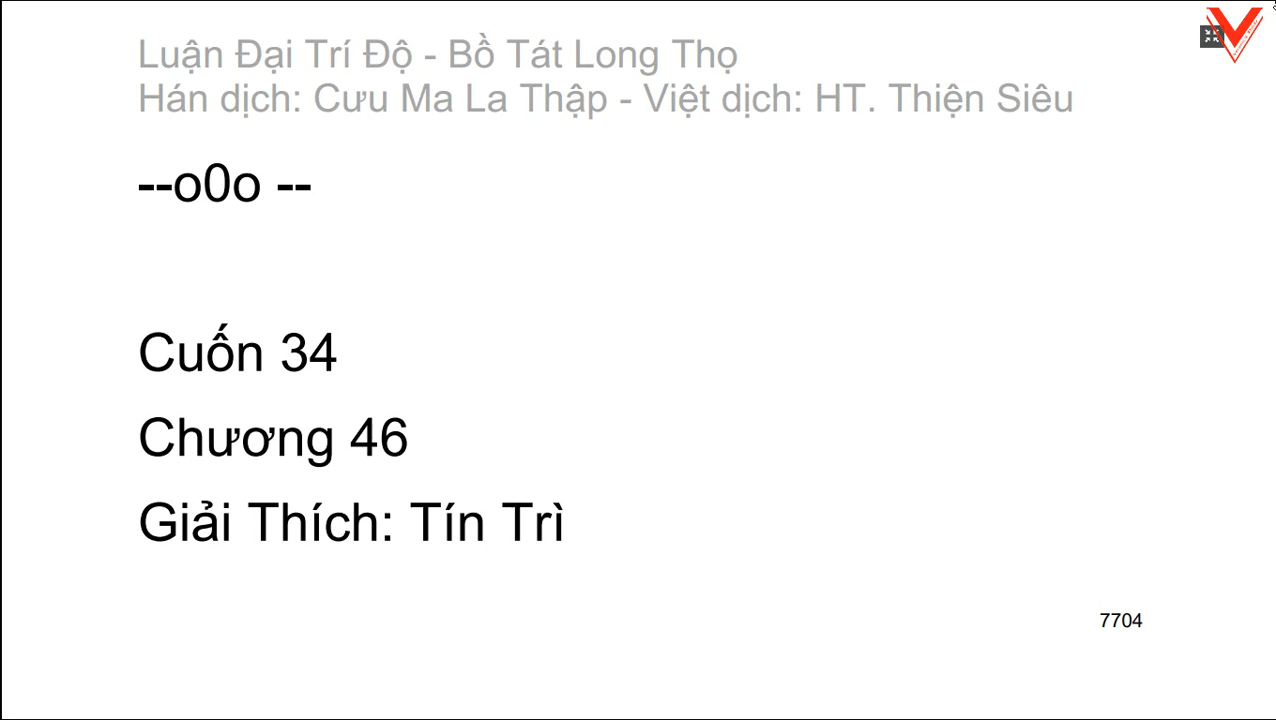 Luận Đại Trí Độ - Bồ Tát Long Thọ
Hán dịch: Cưu Ma La Thập - Việt dịch: HT. Thiện Siêu
--o0o --
Cuốn 34
Chương 46
Giải Thích: Tín Trì
7704